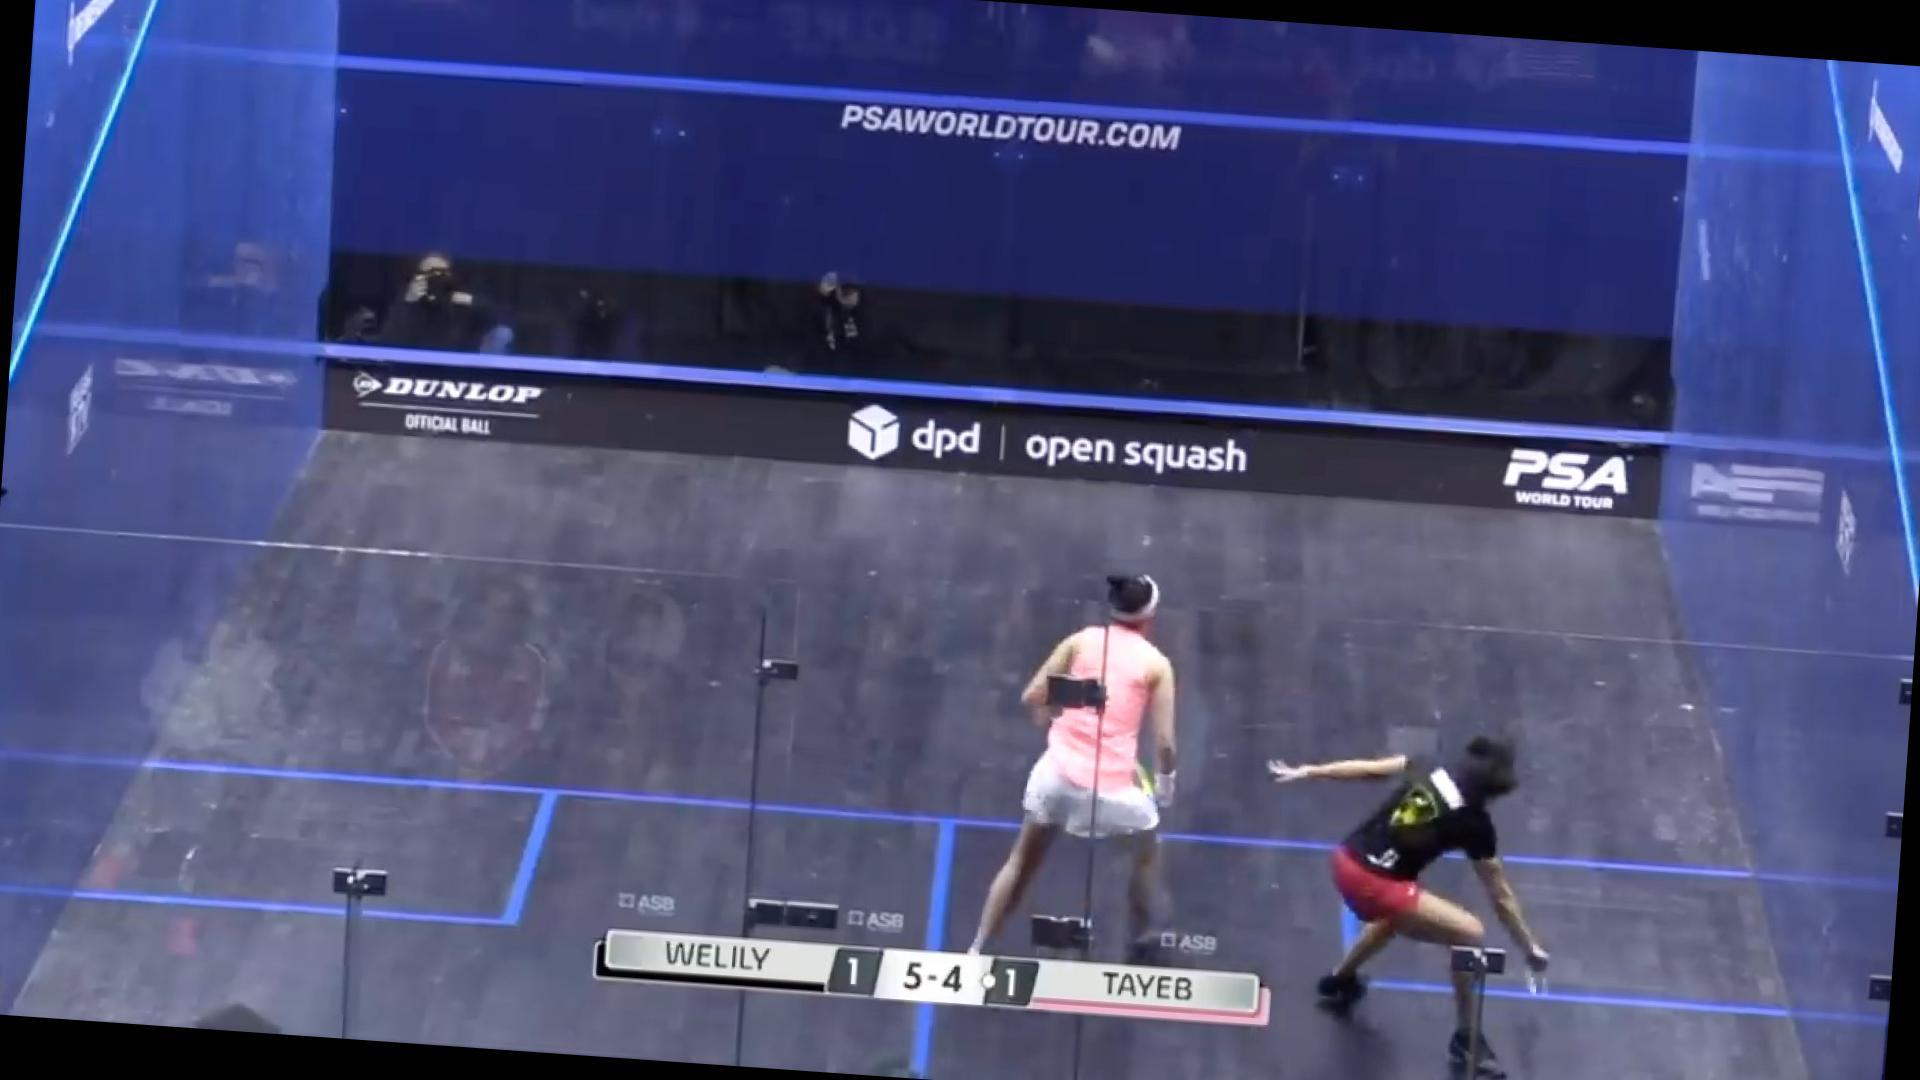 PSAWORLDTOUR.COM
DUNLOP
OFFICIAL BALL
dpd | open squash
PSA
WORLD TOUR
ASB
ASB
ASB
WELILY 1 5-4 1 TAYEB